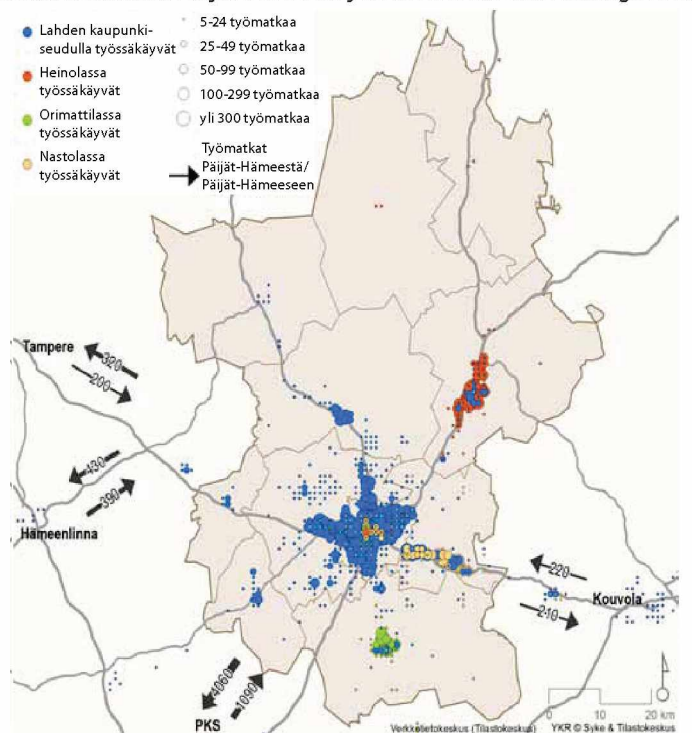 Lahden kaupunki-
seudulla työssäkäyvät
Heinolassa
työssäkäyvät
Orimattilassa
työssäkäyvät
Nastolassa
työssäkäyvät
5-24 työmatkaa
25-49 työmatkaa
50-99 työmatkaa
100-299 työmatkaa
yli 300 työmatkaa
Työmatkat
Päijät-Hämeestä/
Päijät-Hämeeseen
Tampere
320
200
430
390
Hämeenlinna
220
210
Kouvola
4060
1090
PKS
0 10 20 km
Verkkotietokeskus (Tilastokeskus) YKR © Syke & Tilastokeskus